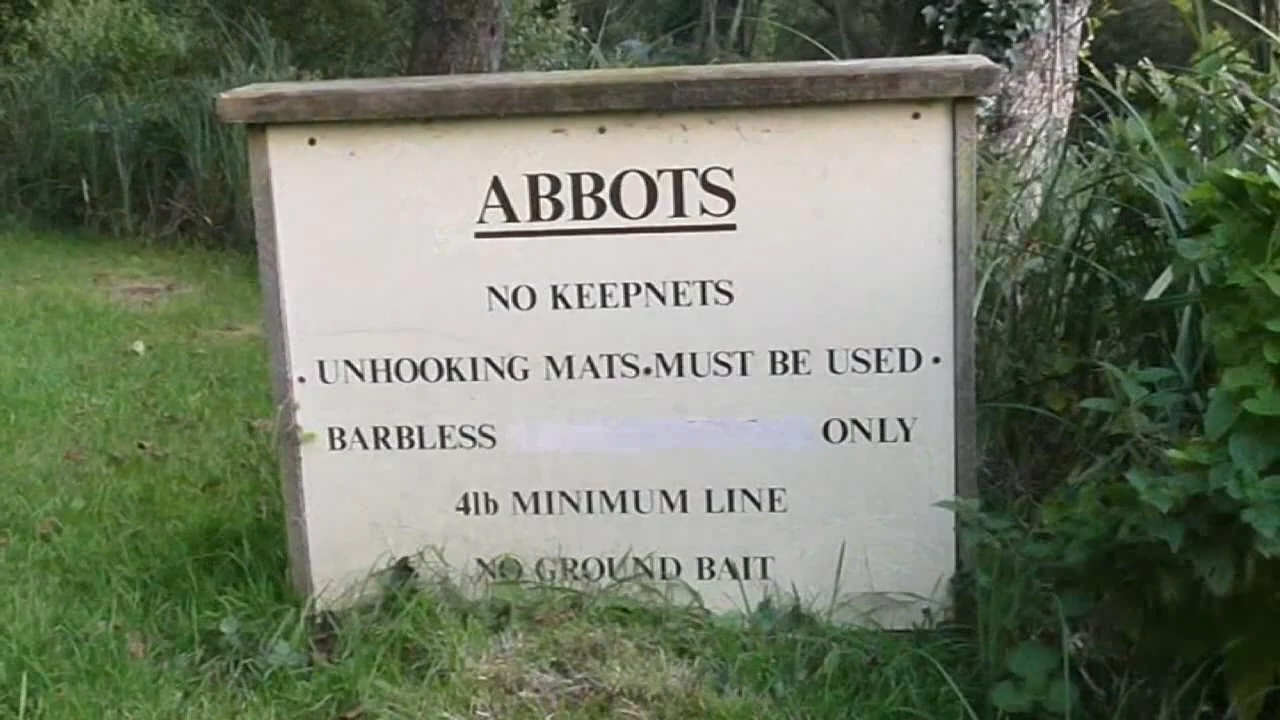 ABBOTS
NO KEEPNETS
• UNHOOKING MATS•MUST BE USED •
BARBLESS ONLY
4lb MINIMUM LINE
NO GROUND BAIT